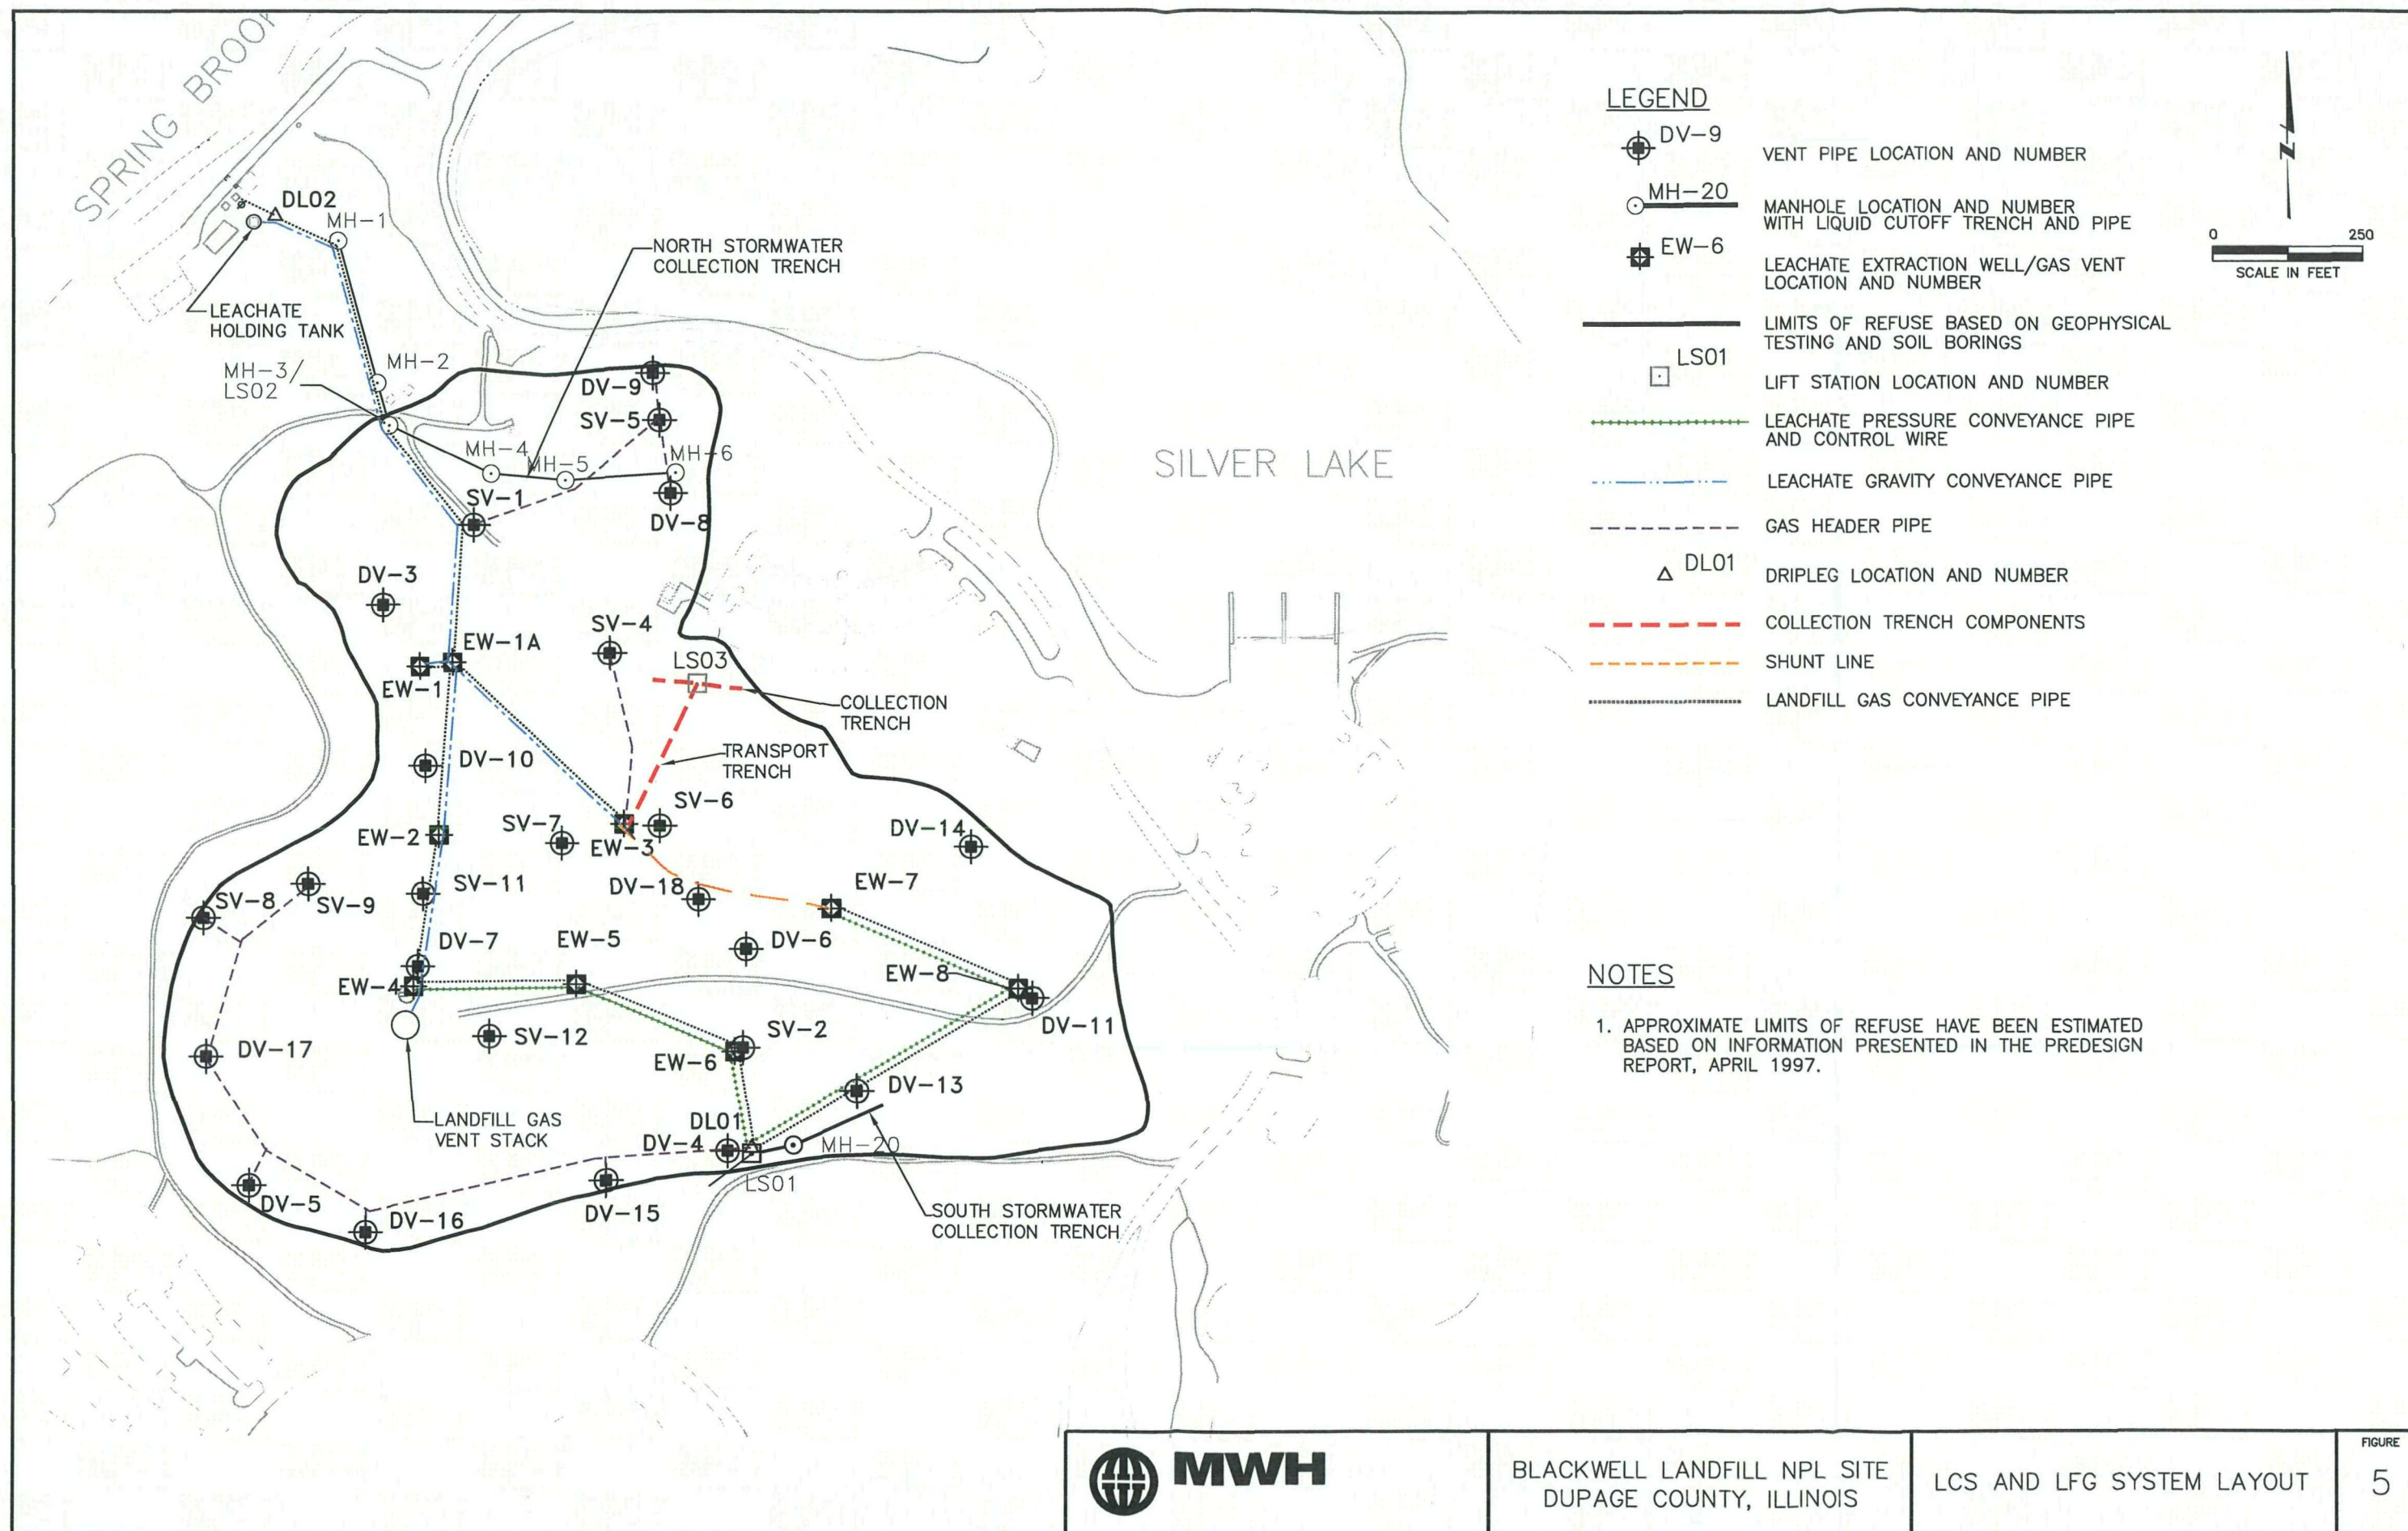 SPRING BROOK
DL02
MH-1
NORTH STORMWATER
COLLECTION TRENCH
LEACHATE
HOLDING TANK
MH-3/
LS02
MH-2
DV-9
SV-5
MH-4
MH-5
MH-6
SV-1
DV-8
SILVER LAKE
DV-3
SV-4
EW-1A
EW-1
LS03
COLLECTION
TRENCH
TRANSPORT
TRENCH
DV-10
SV-6
EW-2
SV-7
EW-3
DV-14
SV-8
SV-9
SV-11
DV-18
EW-7
DV-7
EW-5
DV-6
EW-4
EW-8
DV-11
SV-12
SV-2
EW-6
DV-17
DV-13
LANDFILL GAS
VENT STACK
DL01
DV-4
MH-20
LS01
DV-5
DV-16
DV-15
SOUTH STORMWATER
COLLECTION TRENCH
LEGEND
DV-9
VENT PIPE LOCATION AND NUMBER
MH-20
MANHOLE LOCATION AND NUMBER
WITH LIQUID CUTOFF TRENCH AND PIPE
EW-6
LEACHATE EXTRACTION WELL/GAS VENT
LOCATION AND NUMBER
LIMITS OF REFUSE BASED ON GEOPHYSICAL
TESTING AND SOIL BORINGS
LS01
LIFT STATION LOCATION AND NUMBER
LEACHATE PRESSURE CONVEYANCE PIPE
AND CONTROL WIRE
LEACHATE GRAVITY CONVEYANCE PIPE
GAS HEADER PIPE
DL01
DRIPLEG LOCATION AND NUMBER
COLLECTION TRENCH COMPONENTS
SHUNT LINE
LANDFILL GAS CONVEYANCE PIPE
N
0 250
SCALE IN FEET
NOTES
1. APPROXIMATE LIMITS OF REFUSE HAVE BEEN ESTIMATED
BASED ON INFORMATION PRESENTED IN THE PREDESIGN
REPORT, APRIL 1997.
MWH
BLACKWELL LANDFILL NPL SITE
DUPAGE COUNTY, ILLINOIS
LCS AND LFG SYSTEM LAYOUT
FIGURE
5